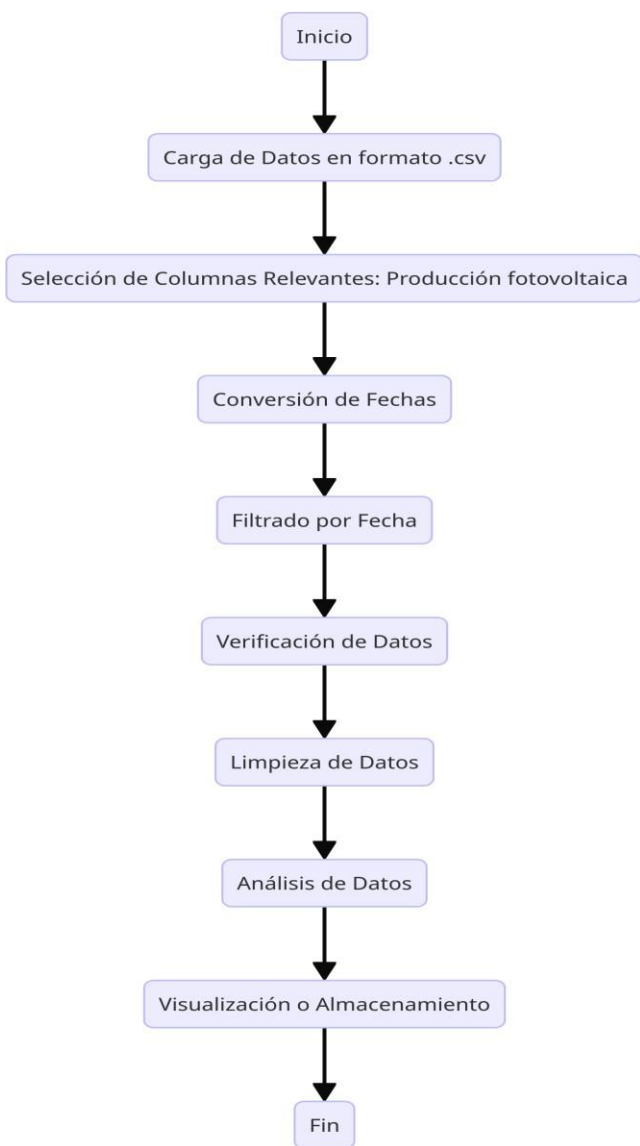 Inicio
Carga de Datos en formato .csv
Selección de Columnas Relevantes: Producción fotovoltaica
Conversión de Fechas
Filtrado por Fecha
Verificación de Datos
Limpieza de Datos
Análisis de Datos
Visualización o Almacenamiento
Fin